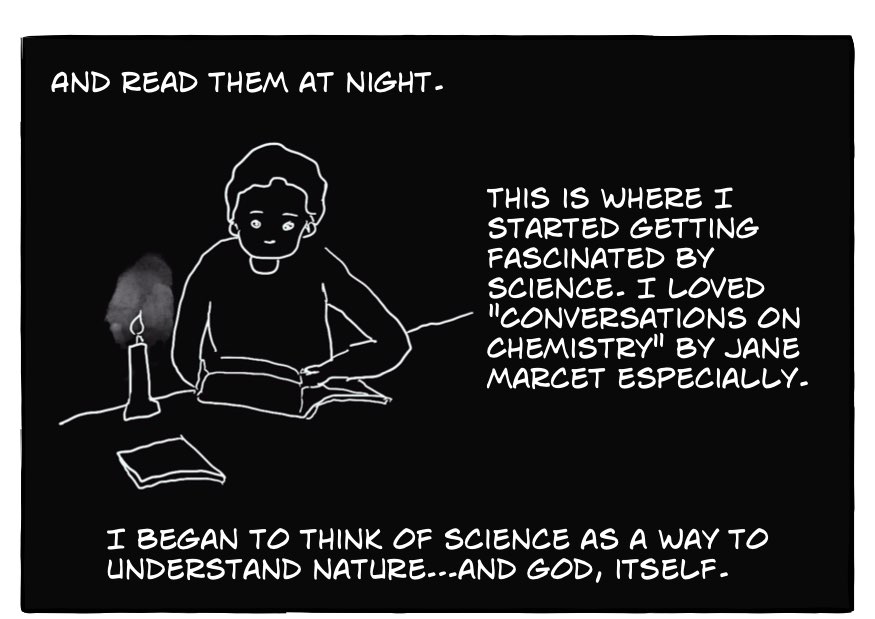 AND READ THEM AT NIGHT.
THIS IS WHERE I
STARTED GETTING
FASCINATED BY
SCIENCE. I LOVED
"CONVERSATIONS ON
CHEMISTRY" BY JANE
MARCET ESPECIALLY.
I BEGAN TO THINK OF SCIENCE AS A WAY TO
UNDERSTAND NATURE...AND GOD, ITSELF.